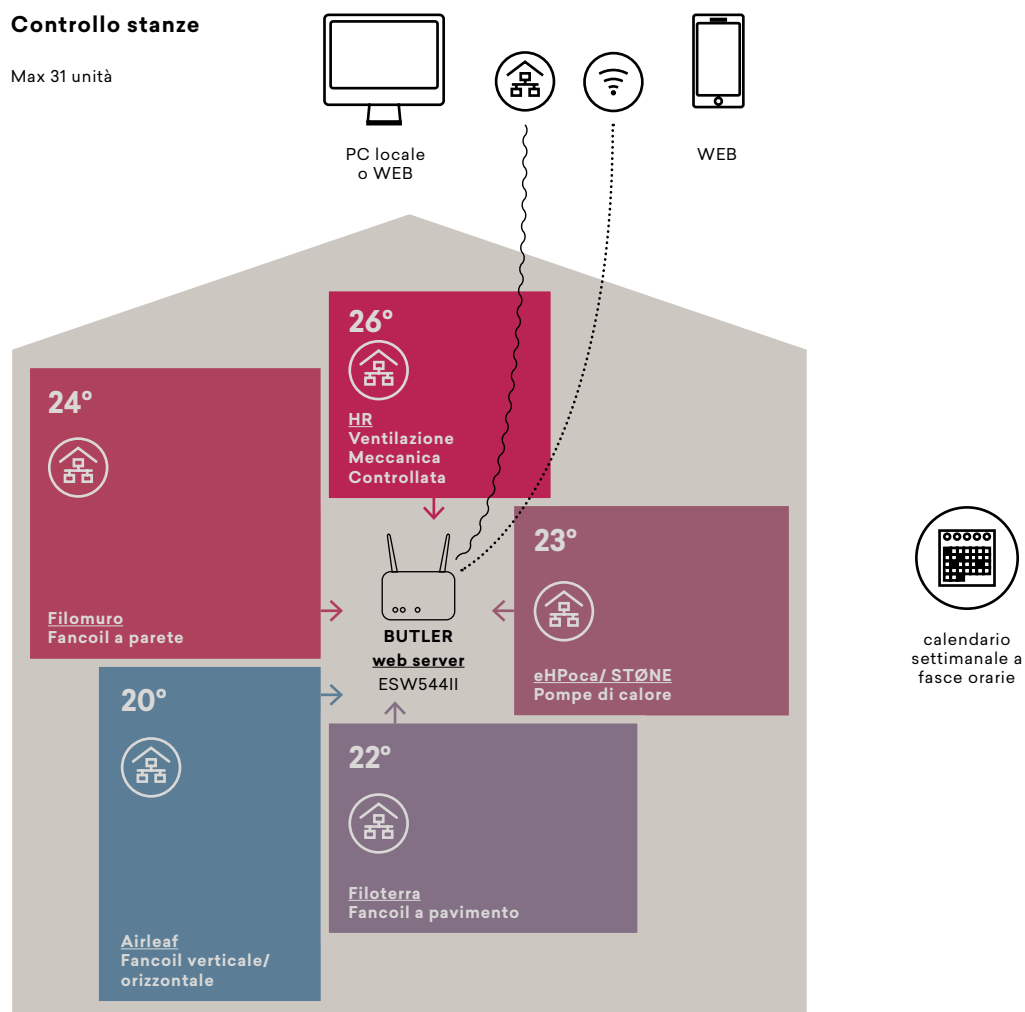 Controllo stanze
Max 31 unità
PC locale
o WEB
WEB
26°
HR
Ventilazione
Meccanica
Controllata
24°
Filomuro
Fancoil a parete
23°
eHPoca/ STØNE
Pompe di calore
BUTLER
web server
ESW544II
20°
Airleaf
Fancoil verticale/
orizzontale
22°
Filoterra
Fancoil a pavimento
calendario
settimanale a
fasce orarie